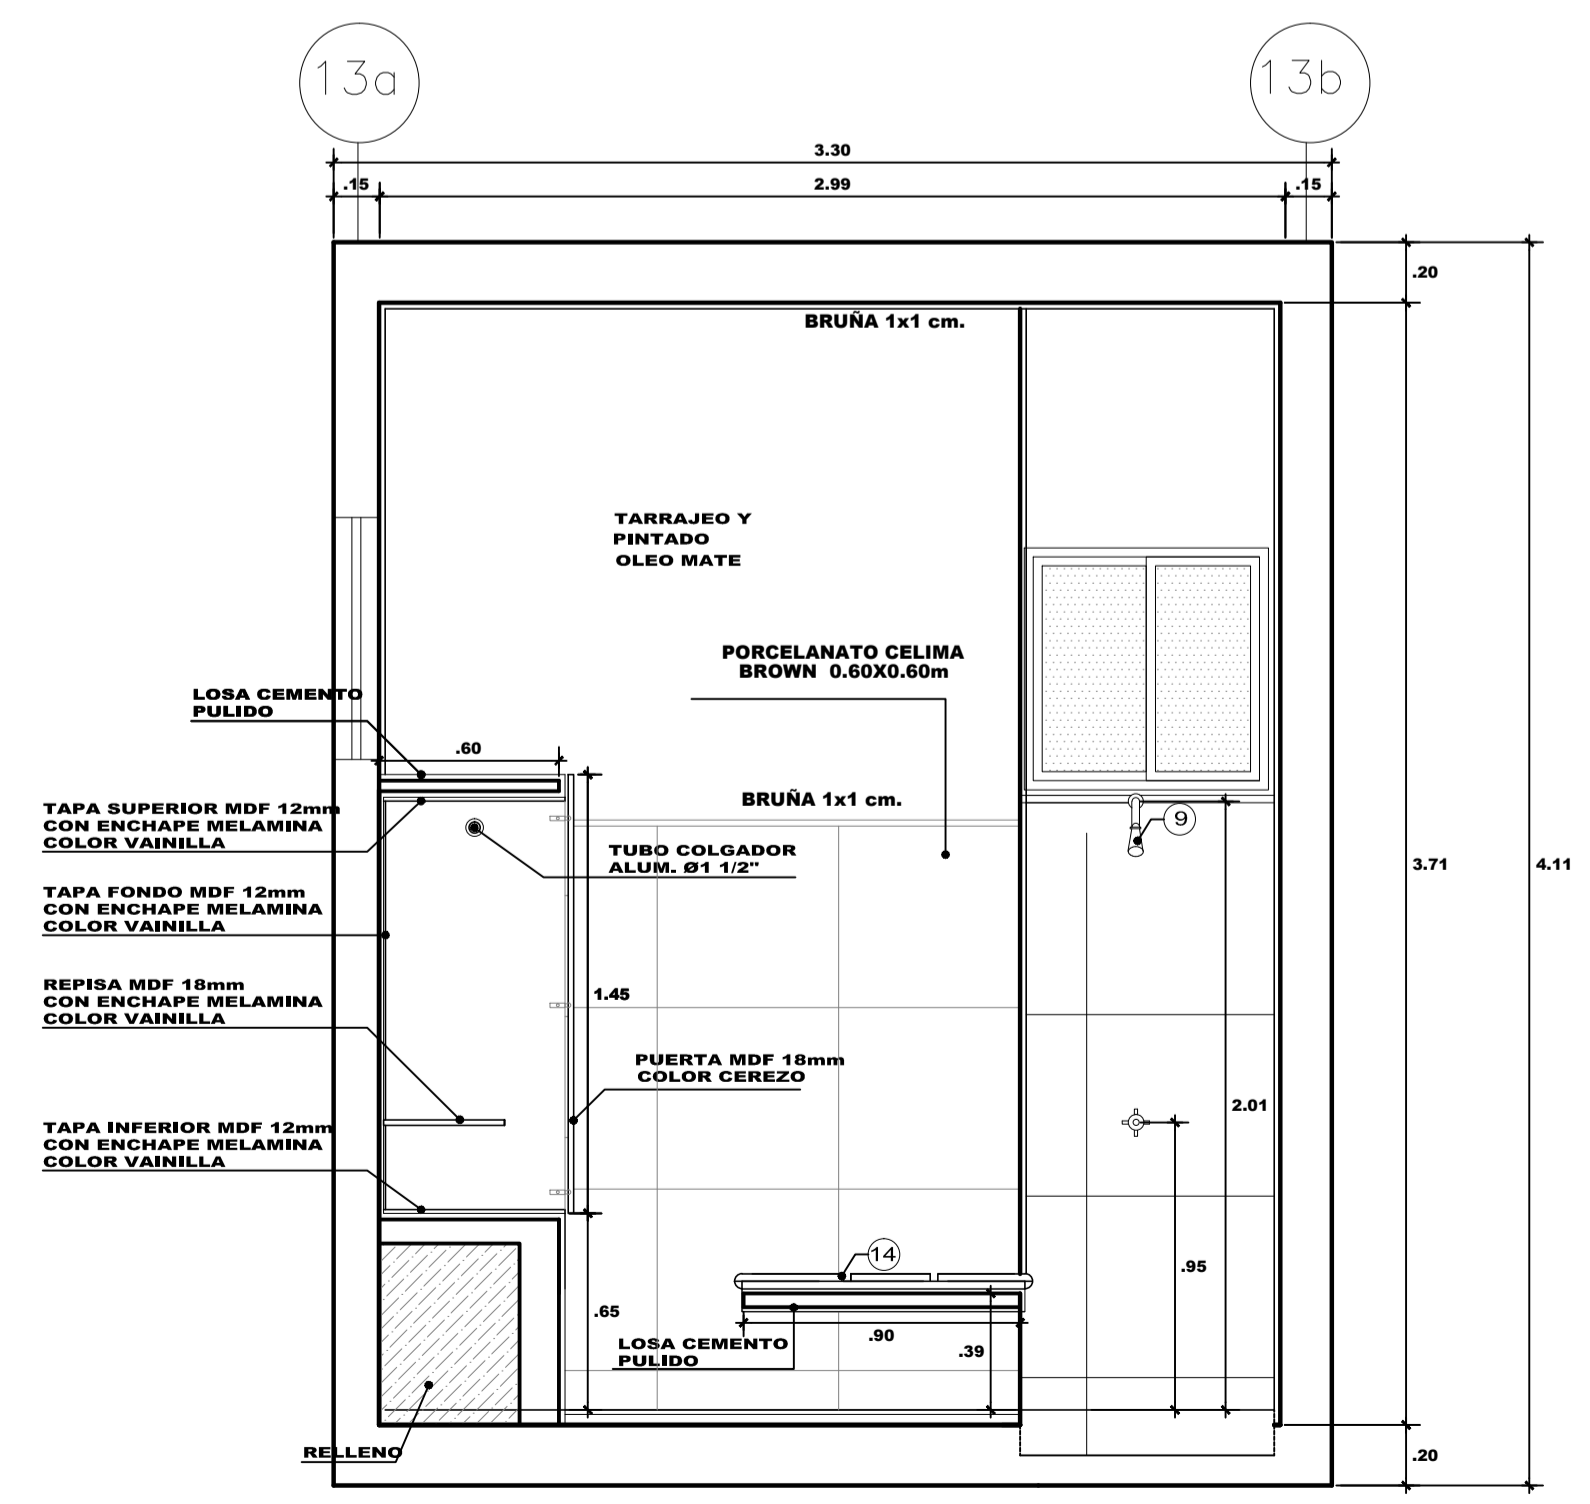 13a
13b
3.30
.15
2.99
.15
.20
BRUÑA 1x1 cm.
TARRAJEO Y
PINTADO
OLEO MATE
PORCELANATO CELIMA
BROWN 0.60X0.60m
LOSA CEMENTO
PULIDO
.60
BRUÑA 1x1 cm.
TAPA SUPERIOR MDF 12mm
CON ENCHAPE MELAMINA
COLOR VAINILLA
9
TUBO COLGADOR
ALUM. Ø1 1/2"
3.71
4.11
TAPA FONDO MDF 12mm
CON ENCHAPE MELAMINA
COLOR VAINILLA
REPISA MDF 18mm
CON ENCHAPE MELAMINA
COLOR VAINILLA
1.45
PUERTA MDF 18mm
COLOR CEREZO
2.01
TAPA INFERIOR MDF 12mm
CON ENCHAPE MELAMINA
COLOR VAINILLA
14
.95
.65
.90
.39
LOSA CEMENTO
PULIDO
RELLENO
.20